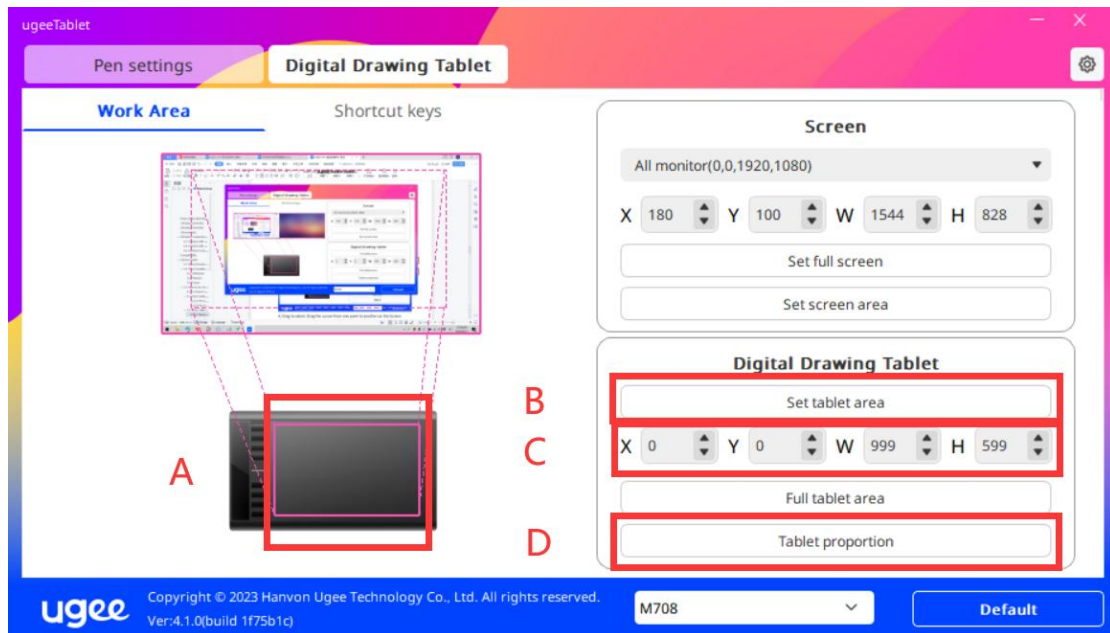 ugeeTablet
Pen settings
Digital Drawing Tablet
Work Area
Shortcut keys
Screen
All monitor(0,0,1920,1080)
X 180 Y 100 W 1544 H 828
Set full screen
Set screen area
Digital Drawing Tablet
B
Set tablet area
C
X 0 Y 0 W 999 H 599
A
Full tablet area
D
Tablet proportion
ugee
Copyright © 2023 Hanvon Ugee Technology Co., Ltd. All rights reserved.
Ver:4.1.0(build 1f75b1c)
M708
Default